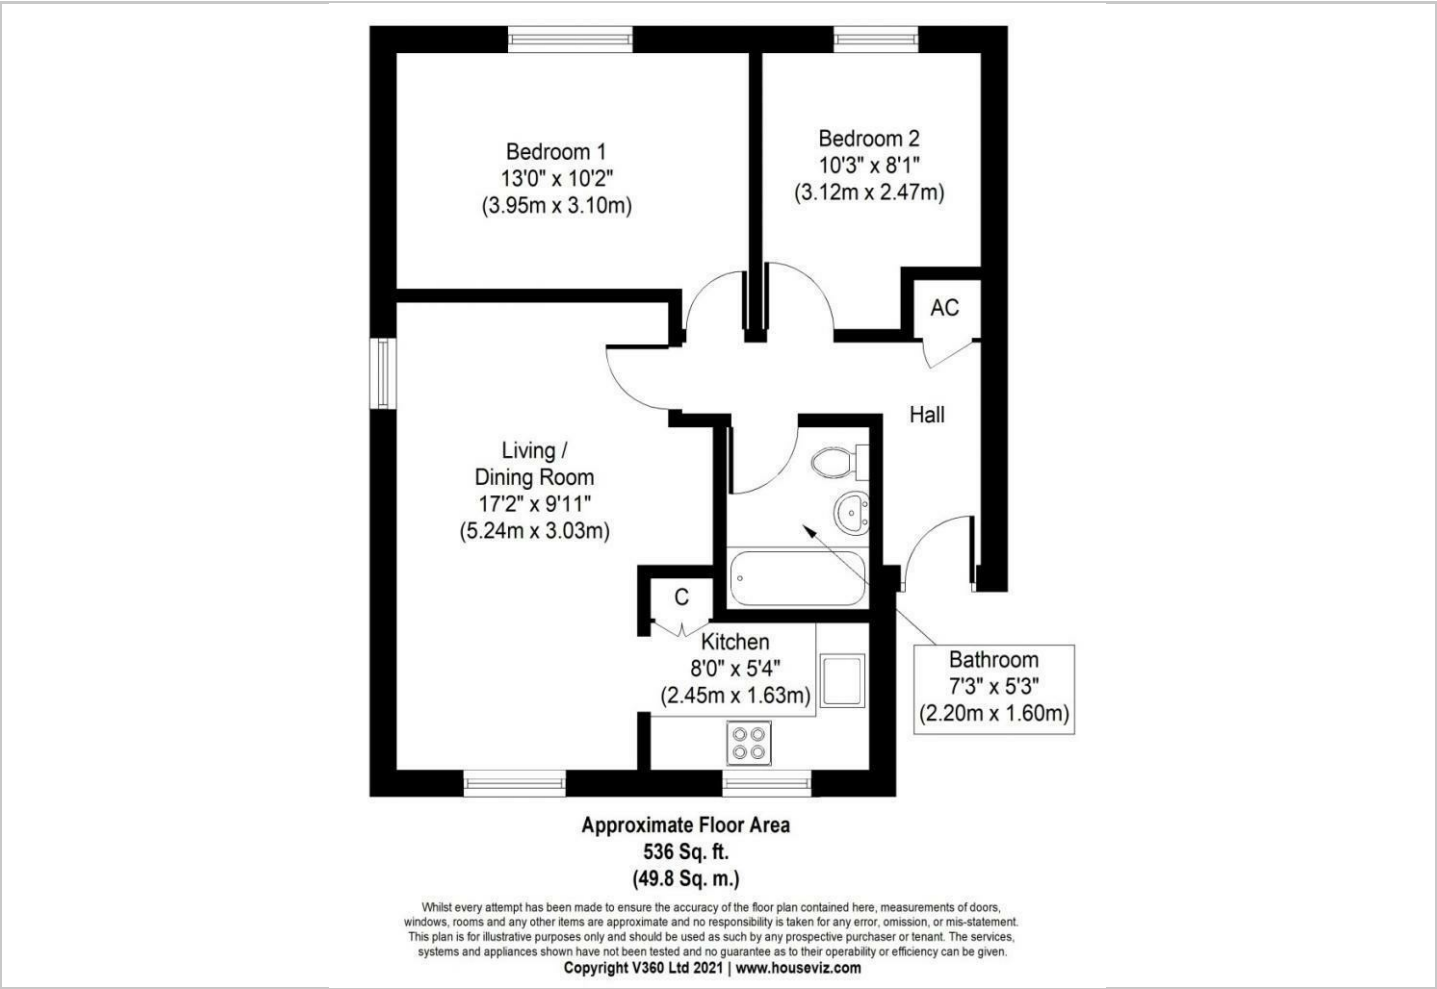 Bedroom 1
13'0" x 10'2"
(3.95m x 3.10m)
Bedroom 2
10'3" x 8'1"
(3.12m x 2.47m)
AC
Hall
Living /
Dining Room
17'2" x 9'11"
(5.24m x 3.03m)
C
Kitchen
8'0" x 5'4"
(2.45m x 1.63m)
Bathroom
7'3" x 5'3"
(2.20m x 1.60m)
Approximate Floor Area
536 Sq. ft.
(49.8 Sq. m.)
Whilst every attempt has been made to ensure the accuracy of the floor plan contained here, measurements of doors,
windows, rooms and any other items are approximate and no responsibility is taken for any error, omission, or mis-statement.
This plan is for illustrative purposes only and should be used as such by any prospective purchaser or tenant. The services,
systems and appliances shown have not been tested and no guarantee as to their operability or efficiency can be given.
Copyright V360 Ltd 2021 | www.houseviz.com